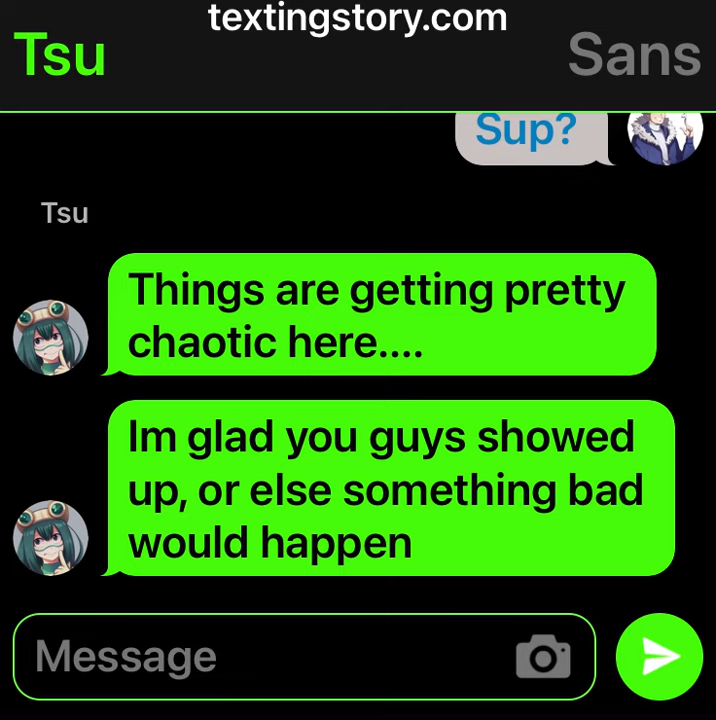 textingstory.com
Tsu
Sans
Sup?
Tsu
Things are getting pretty
chaotic here....
Im glad you guys showed
up, or else something bad
would happen
Message